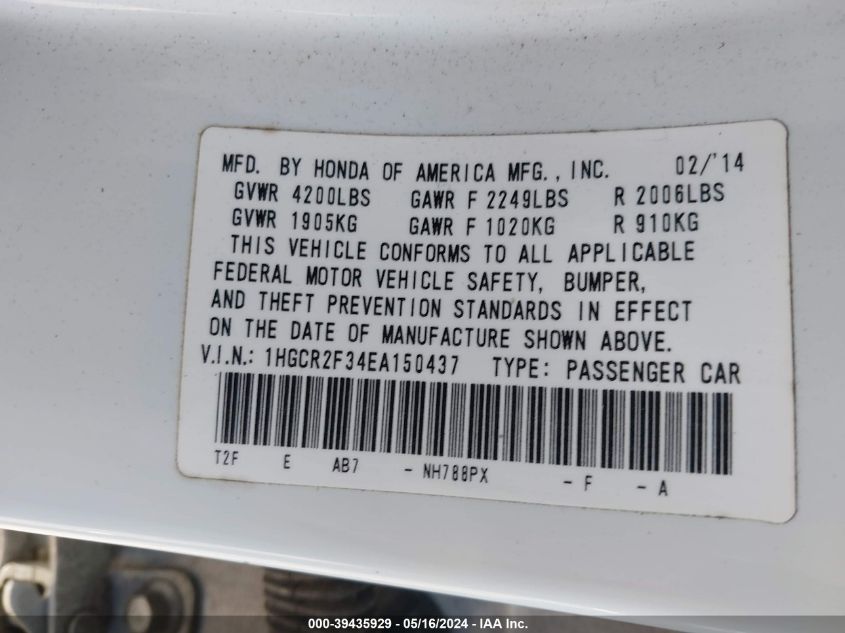 MFD. BY HONDA OF AMERICA MFG., INC. 02/'14
GVWR 4200LBS GAWR F 2249LBS R 2006LBS
GVWR 1905KG GAWR F 1020KG R 910KG
THIS VEHICLE CONFORMS TO ALL APPLICABLE
FEDERAL MOTOR VEHICLE SAFETY, BUMPER,
AND THEFT PREVENTION STANDARDS IN EFFECT
ON THE DATE OF MANUFACTURE SHOWN ABOVE.
V.I.N.: 1HGCR2F34EA150437 TYPE: PASSENGER CAR
T2F E AB7 - NH788PX - F - A
000-39435929 - 05/16/2024 - IAA Inc.